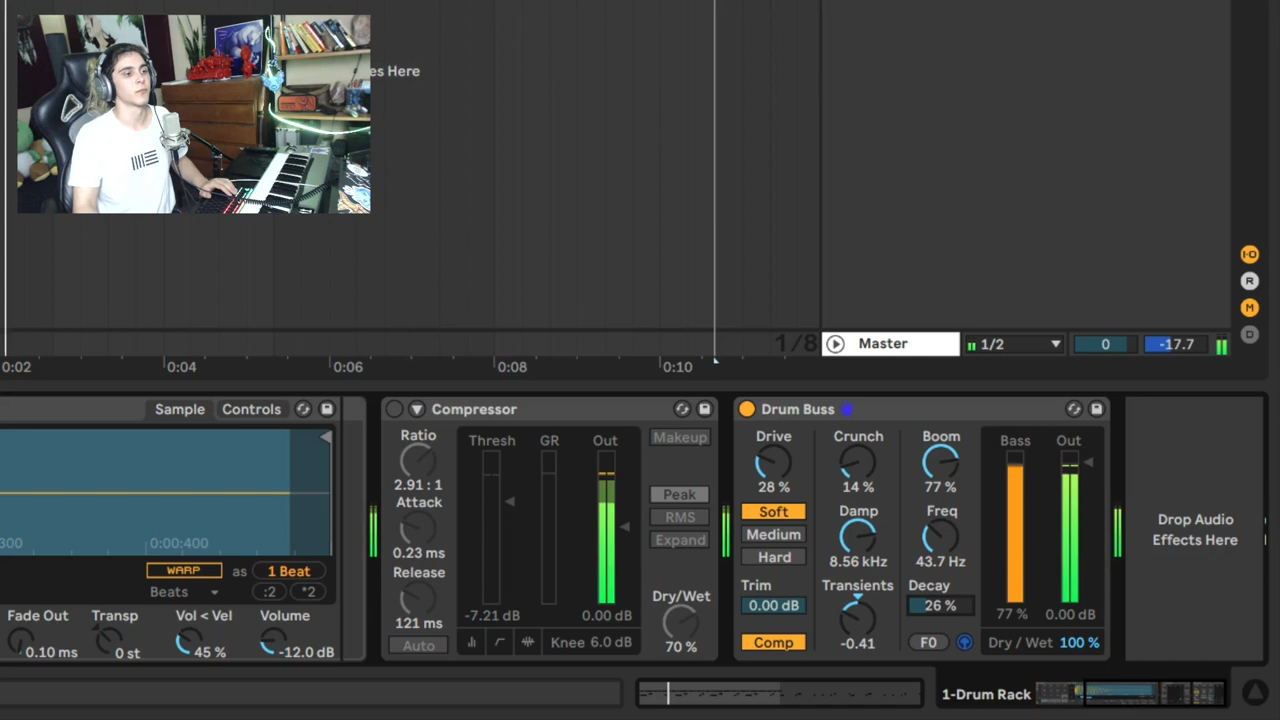 es Here
I·O
R
M
D
1/8
Master
1/2
0
-17.7
0:02
0:04
0:06
0:08
0:10
Sample
Controls
300
0:00:400
WARP
as
1 Beat
Beats
:2
*2
Fade Out
Transp
Vol < Vel
Volume
0.10 ms
0 st
45 %
-12.0 dB
Compressor
Ratio
2.91 : 1
Attack
0.23 ms
Release
121 ms
Auto
Thresh
GR
Out
-7.21 dB
0.00 dB
Knee 6.0 dB
Makeup
Peak
RMS
Expand
Dry/Wet
70 %
Drum Buss
Drive
28 %
Soft
Medium
Hard
Trim
0.00 dB
Comp
Crunch
14 %
Damp
8.56 kHz
Transients
-0.41
Boom
77 %
Freq
43.7 Hz
Decay
26 %
F0
Bass
Out
77 %
0.00 dB
Dry / Wet 100 %
Drop Audio
Effects Here
1-Drum Rack